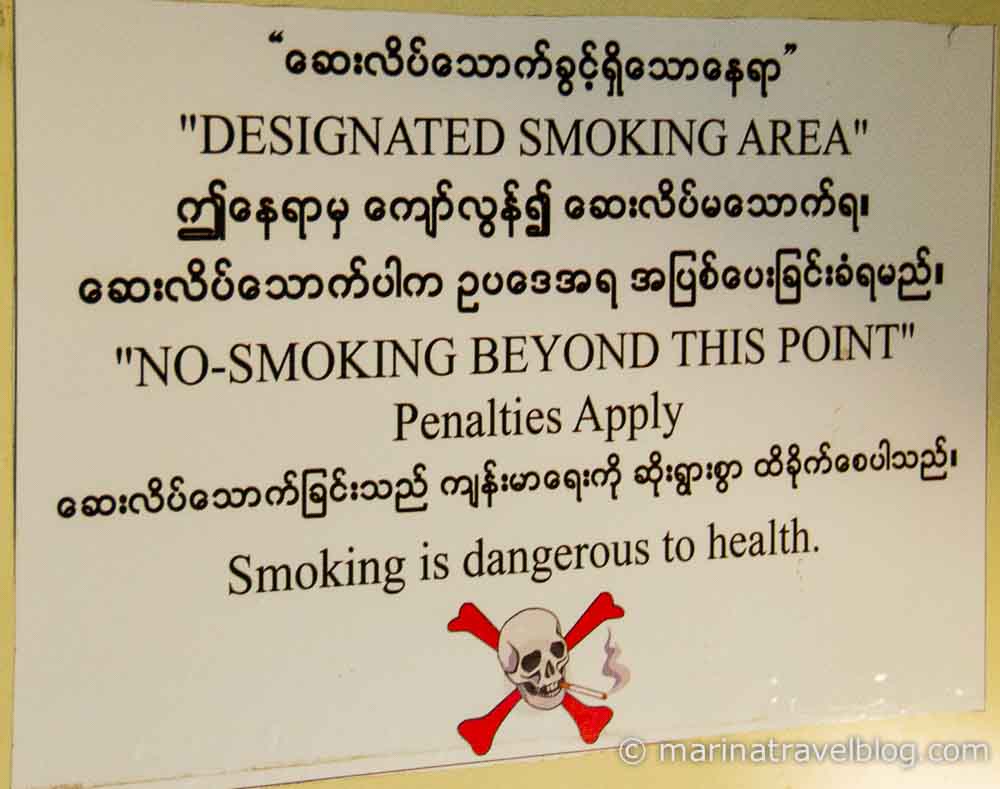 “ဆေးလိပ်သောက်ခွင့်ရှိသောနေရာ”
"DESIGNATED SMOKING AREA"
ဤနေရာမှ ကျော်လွန်၍ ဆေးလိပ်မသောက်ရ။
ဆေးလိပ်သောက်ပါက ဥပဒေအရ အပြစ်ပေးခြင်းခံရမည်။
"NO-SMOKING BEYOND THIS POINT"
Penalties Apply
ဆေးလိပ်သောက်ခြင်းသည် ကျန်းမာရေးကို ဆိုးရွားစွာ ထိခိုက်စေပါသည်။
Smoking is dangerous to health.
© marinatravelblog.com